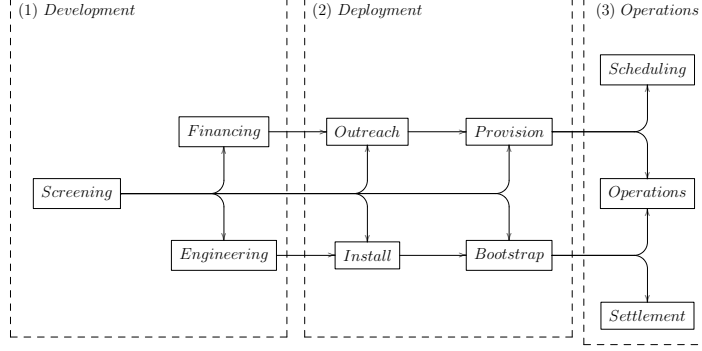 (1) Development
(2) Deployment
(3) Operations
Scheduling
Financing
Outreach
Provision
Screening
Operations
Engineering
Install
Bootstrap
Settlement